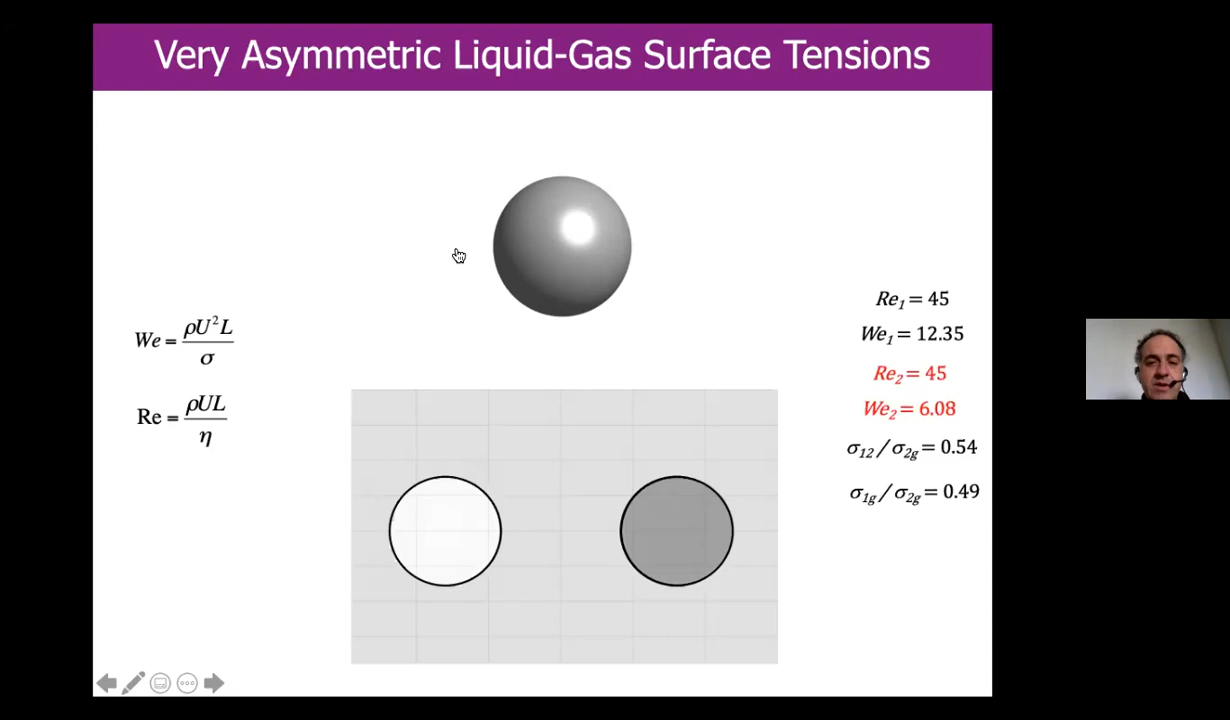 Very Asymmetric Liquid-Gas Surface Tensions
We = ρU²L / σ
Re = ρUL / η
Re₁ = 45
We₁ = 12.35
Re₂ = 45
We₂ = 6.08
σ₁₂ / σ₂g = 0.54
σ₁g / σ₂g = 0.49